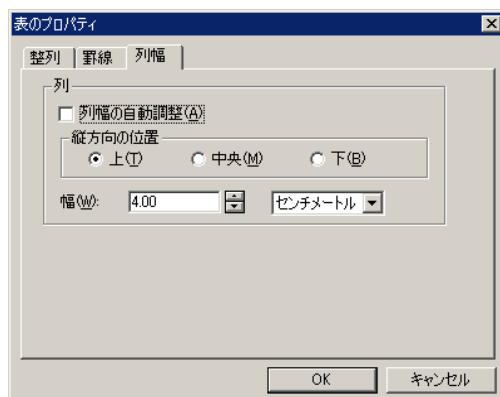 表のプロパティ
整列 罫線 列幅
列
列幅の自動調整(A)
縦方向の位置
上(T) 中央(M) 下(B)
幅(W): 4.00 センチメートル
OK キャンセル